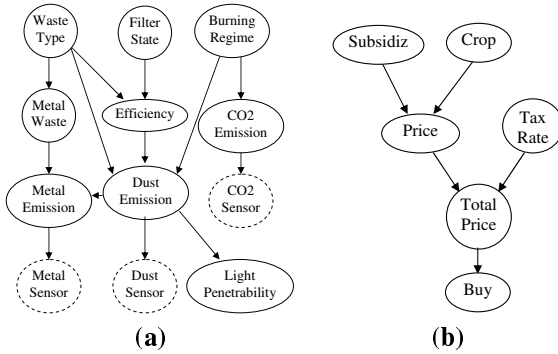 Waste
Type
Filter
State
Burning
Regime
Metal
Waste
Efficiency
CO2
Emission
Metal
Emission
Dust
Emission
CO2
Sensor
Metal
Sensor
Dust
Sensor
Light
Penetrability
(a)
Subsidiz
Crop
Price
Tax
Rate
Total
Price
Buy
(b)